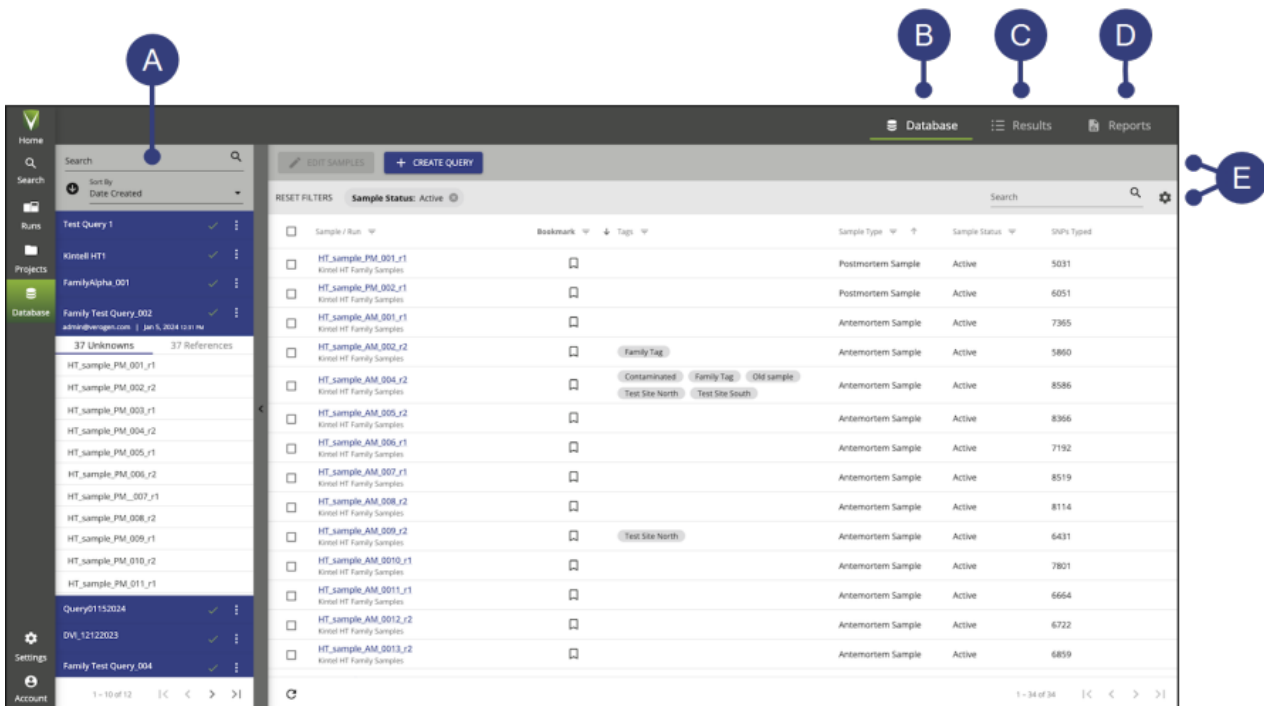 A
B
C
D
E
Home
Search
Runs
Projects
Database
Settings
Account
Search
Sort By
Date Created
Test Query 1
Kintell HT1
FamilyAlpha_001
Family Test Query_002
admin@verogen.com | Jan 5, 2024 12:31 PM
37 Unknowns 37 References
HT_sample_PM_001_r1
HT_sample_PM_002_r2
HT_sample_PM_003_r1
HT_sample_PM_004_r2
HT_sample_PM_005_r1
HT_sample_PM_006_r2
HT_sample_PM__007_r1
HT_sample_PM_008_r2
HT_sample_PM_009_r1
HT_sample_PM_010_r2
HT_sample_PM_011_r1
Query01152024
DVI_12122023
Family Test Query_004
1 – 10 of 12
Database Results Reports
EDIT SAMPLES + CREATE QUERY
RESET FILTERS Sample Status: Active Search
Sample / Run Bookmark Tags Sample Type Sample Status SNPs Typed
HT_sample_PM_001_r1 Postmortem Sample Active 5031
Kintel HT Family Samples
HT_sample_PM_002_r1 Postmortem Sample Active 6051
Kintel HT Family Samples
HT_sample_AM_001_r1 Antemortem Sample Active 7365
Kintel HT Family Samples
HT_sample_AM_002_r2 Family Tag Antemortem Sample Active 5860
Kintel HT Family Samples
Contaminated Family Tag Old sample
HT_sample_AM_004_r2 Antemortem Sample Active 8586
Kintel HT Family Samples
Test Site North Test Site South
HT_sample_AM_005_r2 Antemortem Sample Active 8366
Kintel HT Family Samples
HT_sample_AM_006_r1 Antemortem Sample Active 7192
Kintel HT Family Samples
HT_sample_AM_007_r1 Antemortem Sample Active 8519
Kintel HT Family Samples
HT_sample_AM_008_r2 Antemortem Sample Active 8114
Kintel HT Family Samples
HT_sample_AM_009_r2 Test Site North Antemortem Sample Active 6431
Kintel HT Family Samples
HT_sample_AM_0010_r1 Antemortem Sample Active 7801
Kintel HT Family Samples
HT_sample_AM_0011_r1 Antemortem Sample Active 6664
Kintel HT Family Samples
HT_sample_AM_0012_r2 Antemortem Sample Active 6722
Kintel HT Family Samples
HT_sample_AM_0013_r2 Antemortem Sample Active 6859
Kintel HT Family Samples
1 – 34 of 34